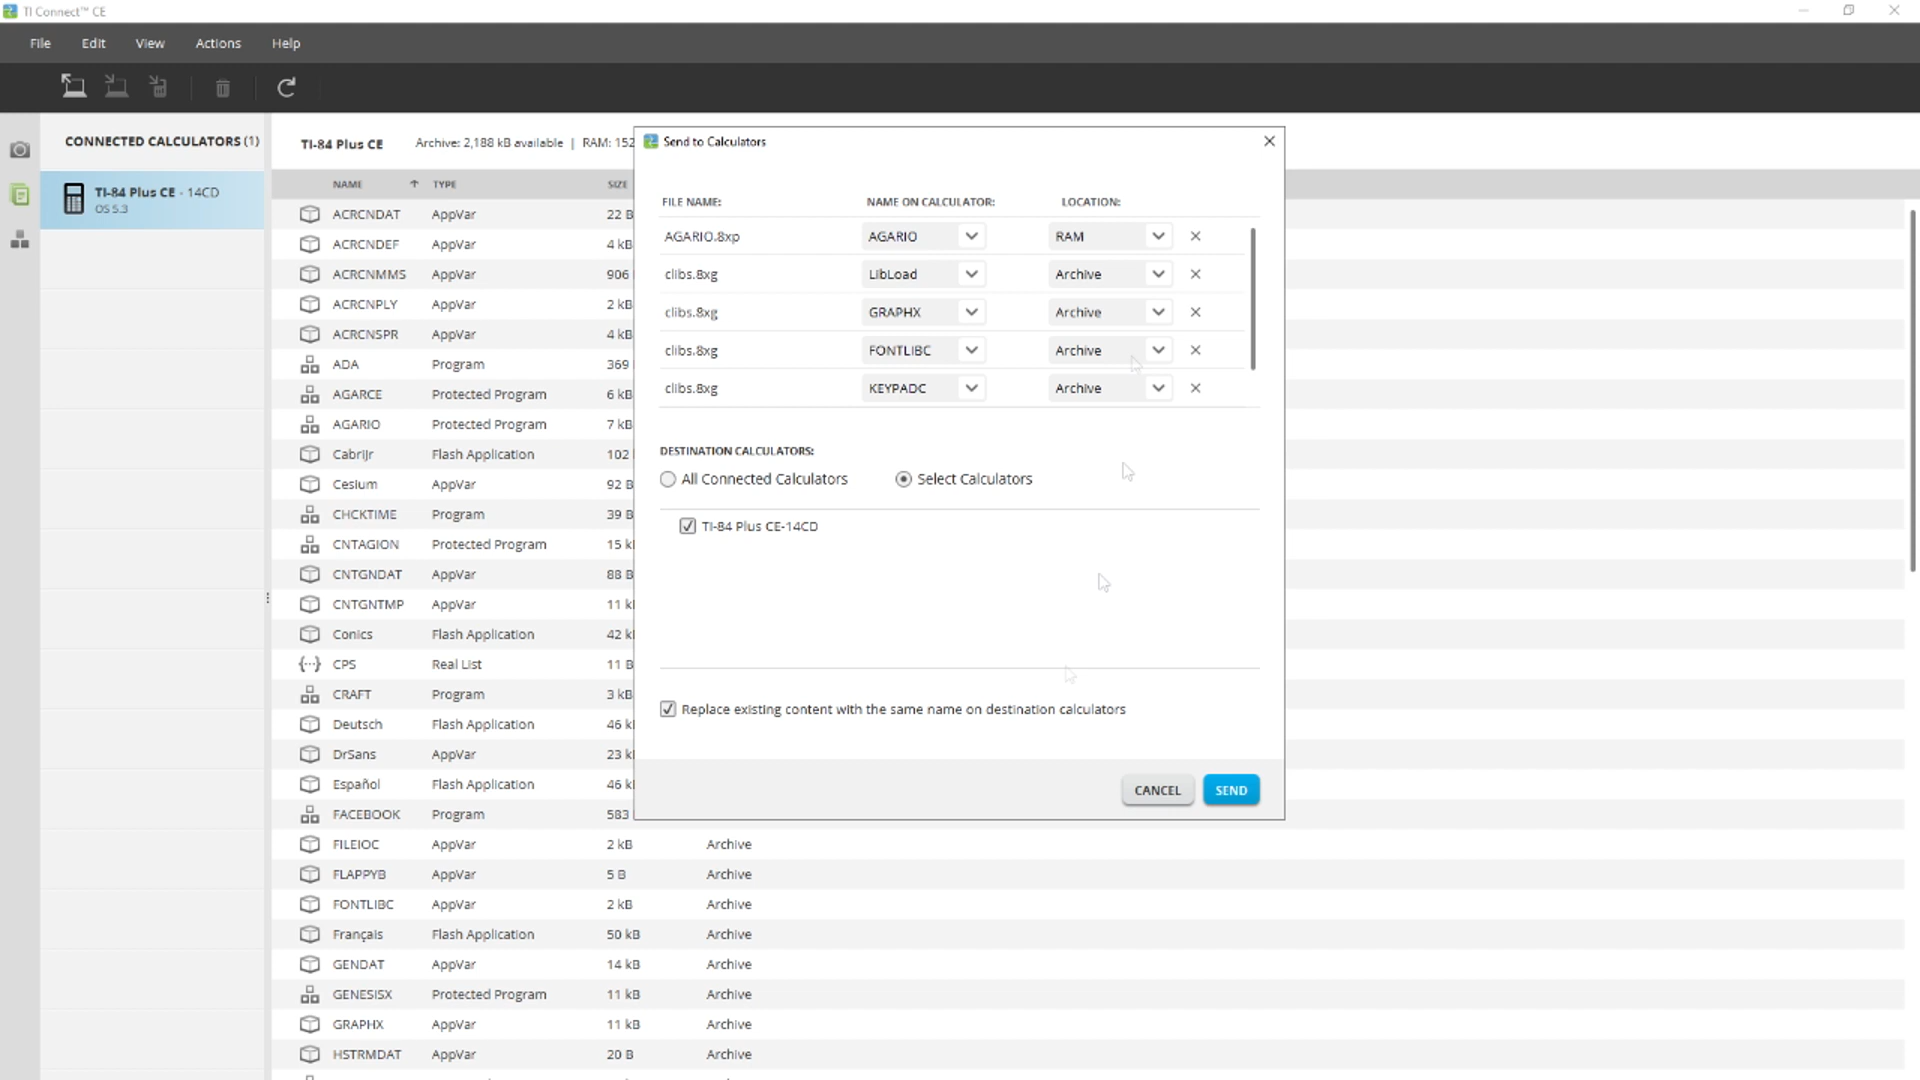 TI Connect™ CE
File Edit View Actions Help
CONNECTED CALCULATORS (1)
TI-84 Plus CE - 14CD
OS 5.3
TI-84 Plus CE Archive: 2,188 kB available | RAM: 152
NAME TYPE SIZE
ACRCNDAT AppVar 22 B
ACRCNDEF AppVar 4 kB
ACRCNMMS AppVar 906
ACRCNPLY AppVar 2 kB
ACRCNSPR AppVar 4 kB
ADA Program 369
AGARCE Protected Program 6 kB
AGARIO Protected Program 7 kB
CabriJr Flash Application 102
Cesium AppVar 92 B
CHCKTIME Program 39 B
CNTAGION Protected Program 15 k
CNTGNDAT AppVar 88 B
CNTGNTMP AppVar 11 k
Conics Flash Application 42 k
CPS Real List 11 B
CRAFT Program 3 kB
Deutsch Flash Application 46 k
DrSans AppVar 23 k
Español Flash Application 46 k
FACEBOOK Program 583
FILEIOC AppVar 2 kB Archive
FLAPPYB AppVar 5 B Archive
FONTLIBC AppVar 2 kB Archive
Français Flash Application 50 kB Archive
GENDAT AppVar 14 kB Archive
GENESISX Protected Program 11 kB Archive
GRAPHX AppVar 11 kB Archive
HSTRMDAT AppVar 20 B Archive
Send to Calculators
FILE NAME: NAME ON CALCULATOR: LOCATION:
AGARIO.8xp AGARIO RAM
clibs.8xg LibLoad Archive
clibs.8xg GRAPHX Archive
clibs.8xg FONTLIBC Archive
clibs.8xg KEYPADC Archive
DESTINATION CALCULATORS:
All Connected Calculators Select Calculators
TI-84 Plus CE-14CD
Replace existing content with the same name on destination calculators
CANCEL SEND